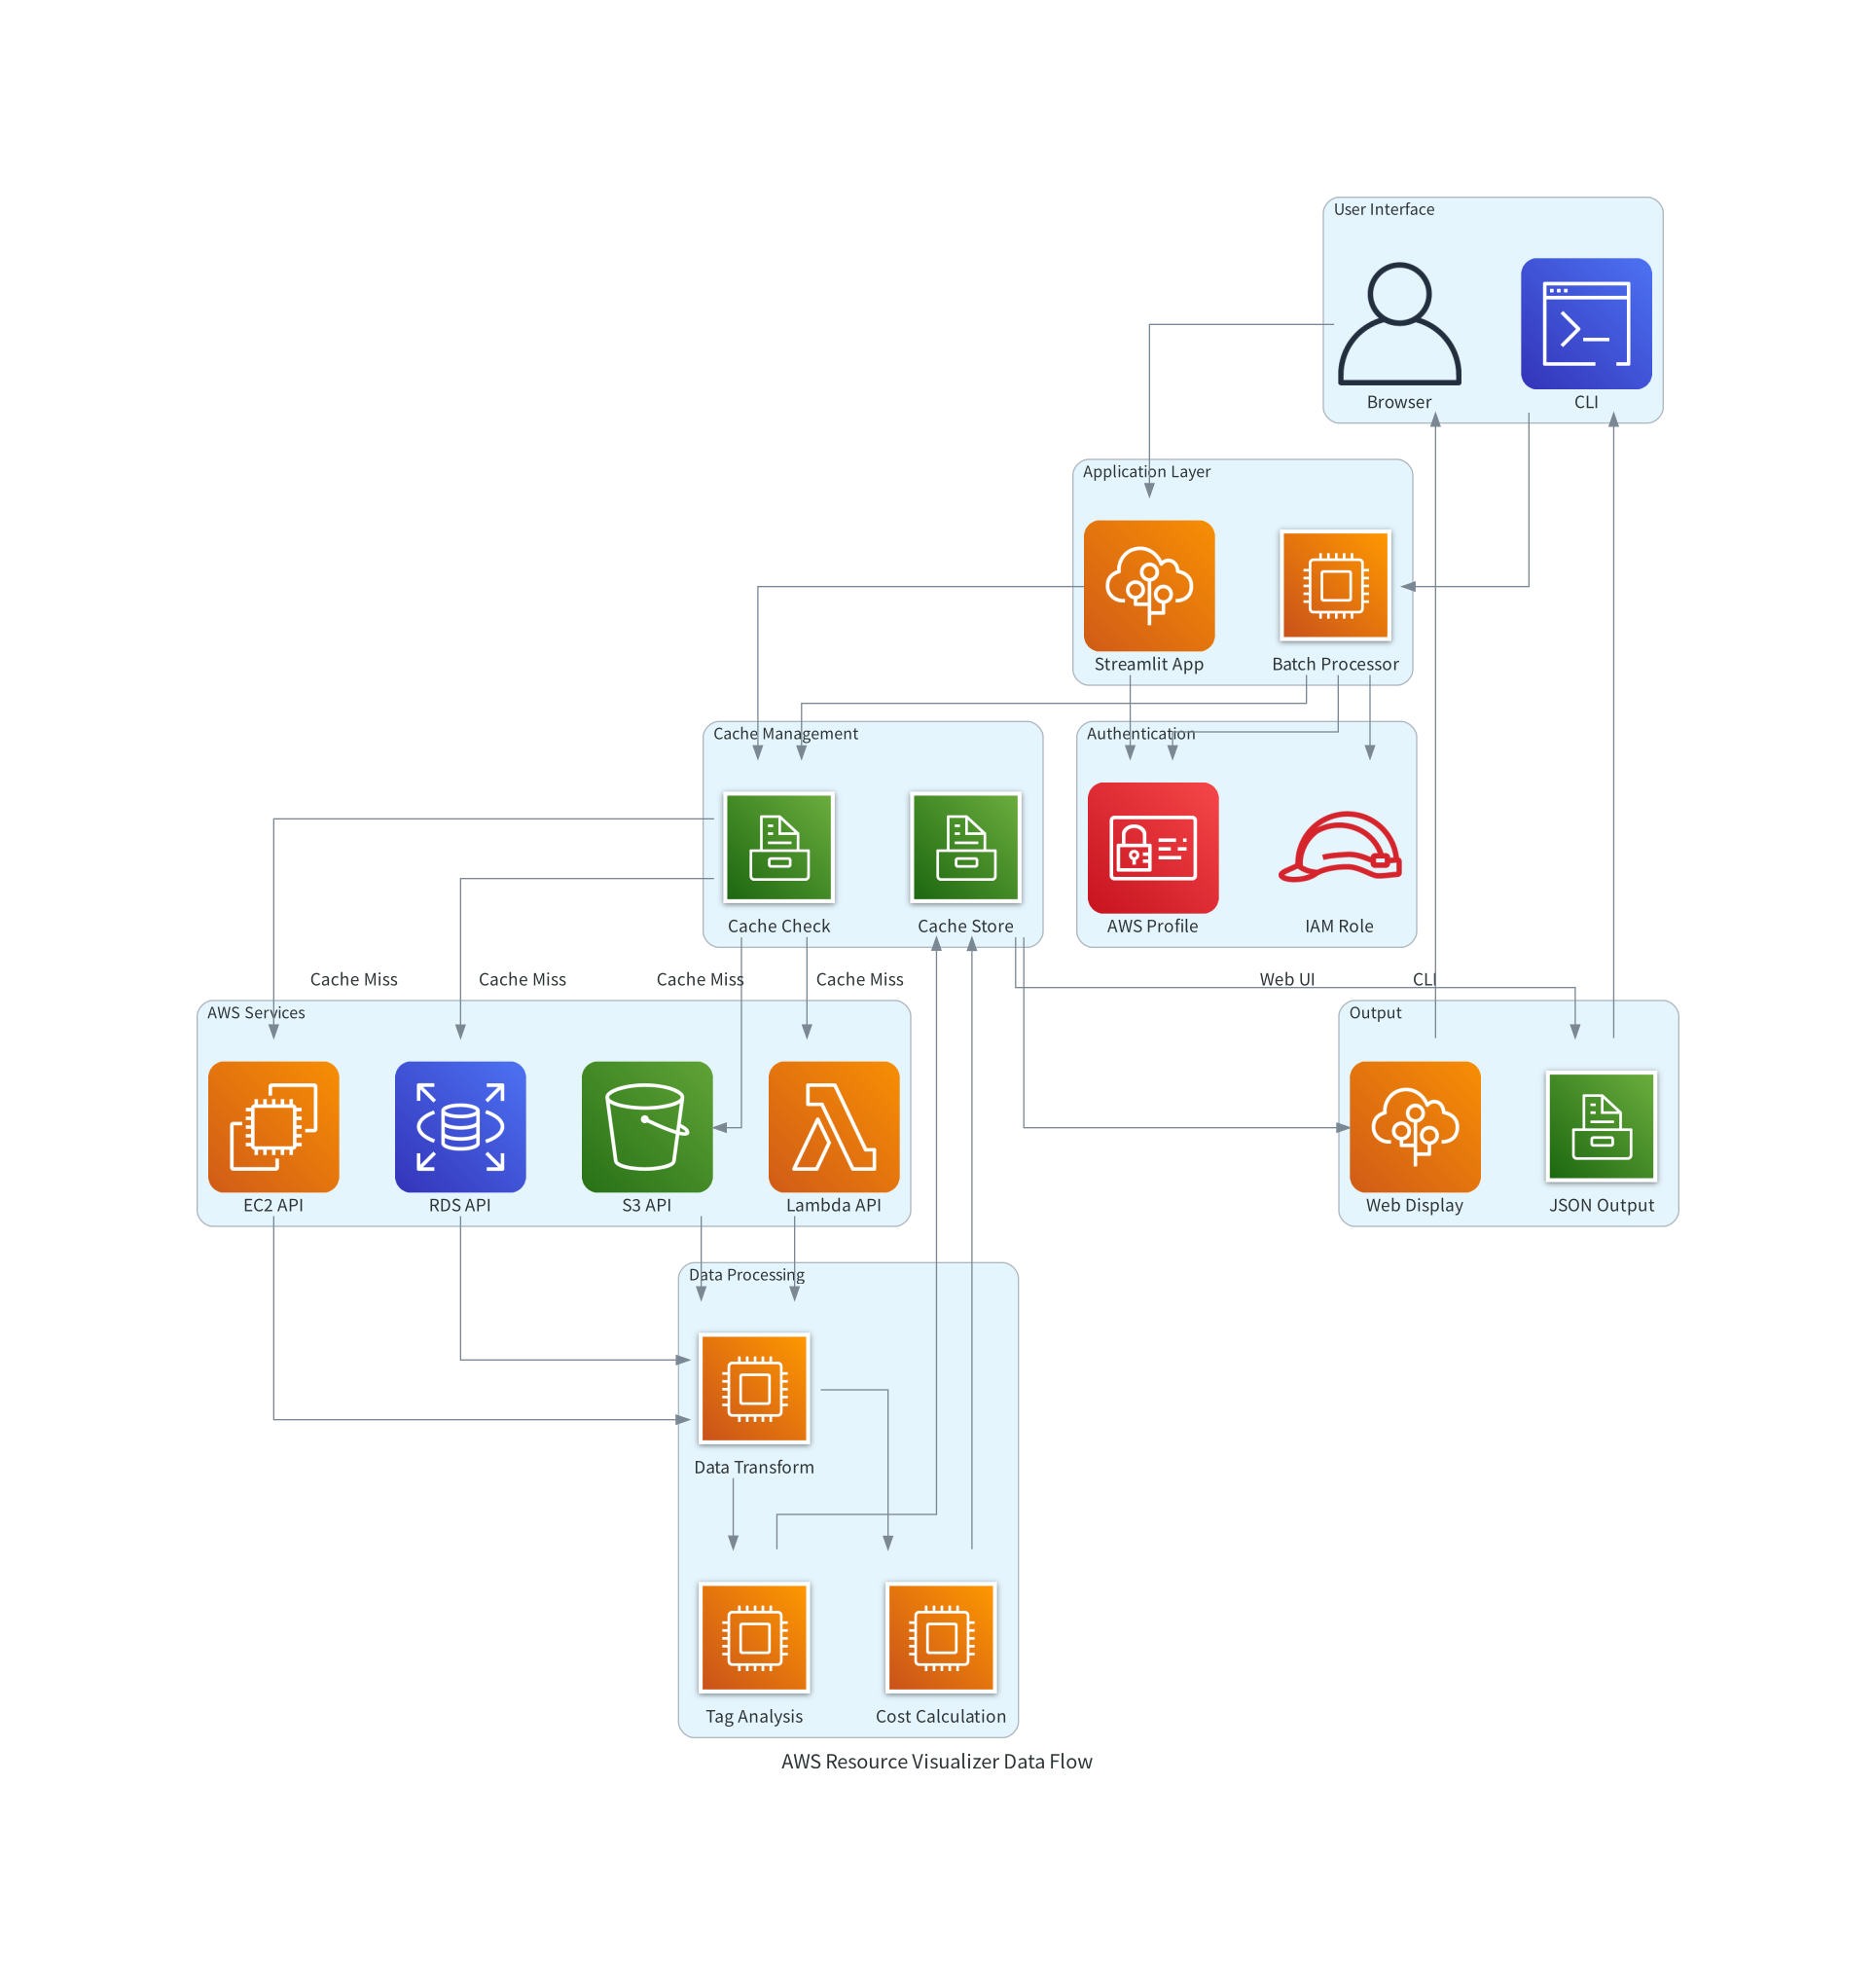 User Interface
Browser
CLI
Application Layer
Streamlit App
Batch Processor
Cache Management
Cache Check
Cache Store
Authentication
AWS Profile
IAM Role
Cache Miss
Cache Miss
Cache Miss
Cache Miss
Web UI
CLI
AWS Services
EC2 API
RDS API
S3 API
Lambda API
Output
Web Display
JSON Output
Data Processing
Data Transform
Tag Analysis
Cost Calculation
AWS Resource Visualizer Data Flow